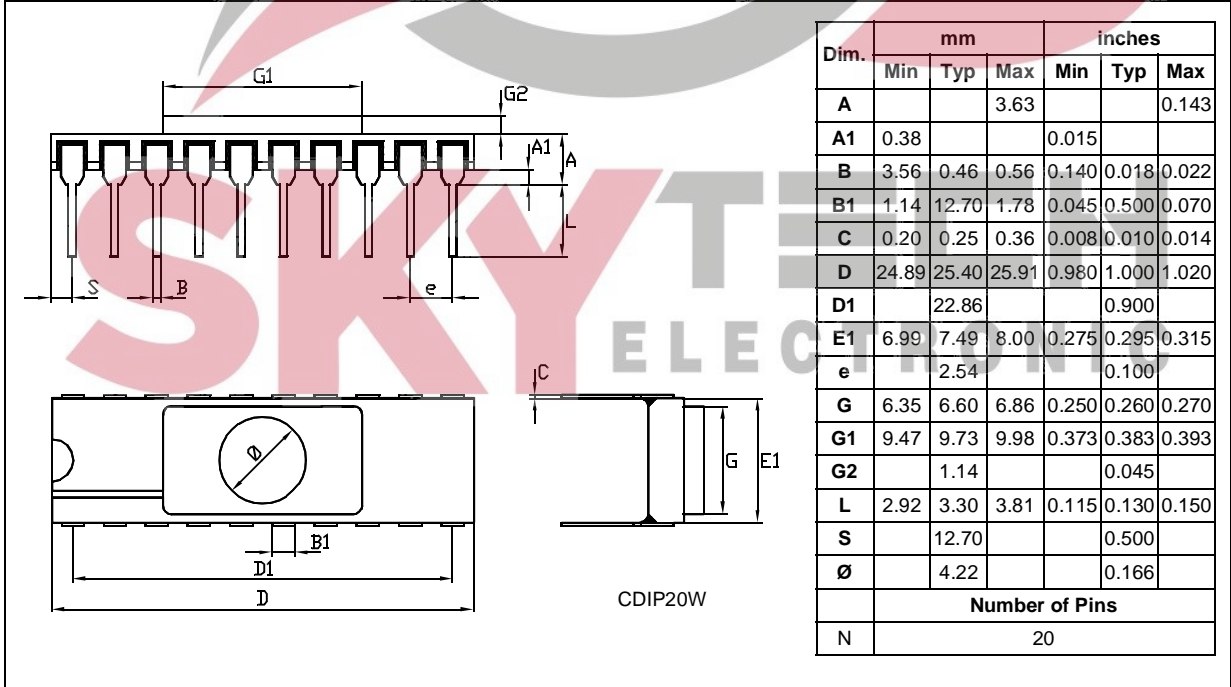 G1
G2
A1
A
L
S
B
e
C
Ø
G
E1
B1
D1
D
CDIP20W
SKYTECH
ELECTRONIC
Dim. mm inches
Min Typ Max Min Typ Max
A 3.63 0.143
A1 0.38 0.015
B 3.56 0.46 0.56 0.140 0.018 0.022
B1 1.14 12.70 1.78 0.045 0.500 0.070
C 0.20 0.25 0.36 0.008 0.010 0.014
D 24.89 25.40 25.91 0.980 1.000 1.020
D1 22.86 0.900
E1 6.99 7.49 8.00 0.275 0.295 0.315
e 2.54 0.100
G 6.35 6.60 6.86 0.250 0.260 0.270
G1 9.47 9.73 9.98 0.373 0.383 0.393
G2 1.14 0.045
L 2.92 3.30 3.81 0.115 0.130 0.150
S 12.70 0.500
Ø 4.22 0.166
Number of Pins
N 20